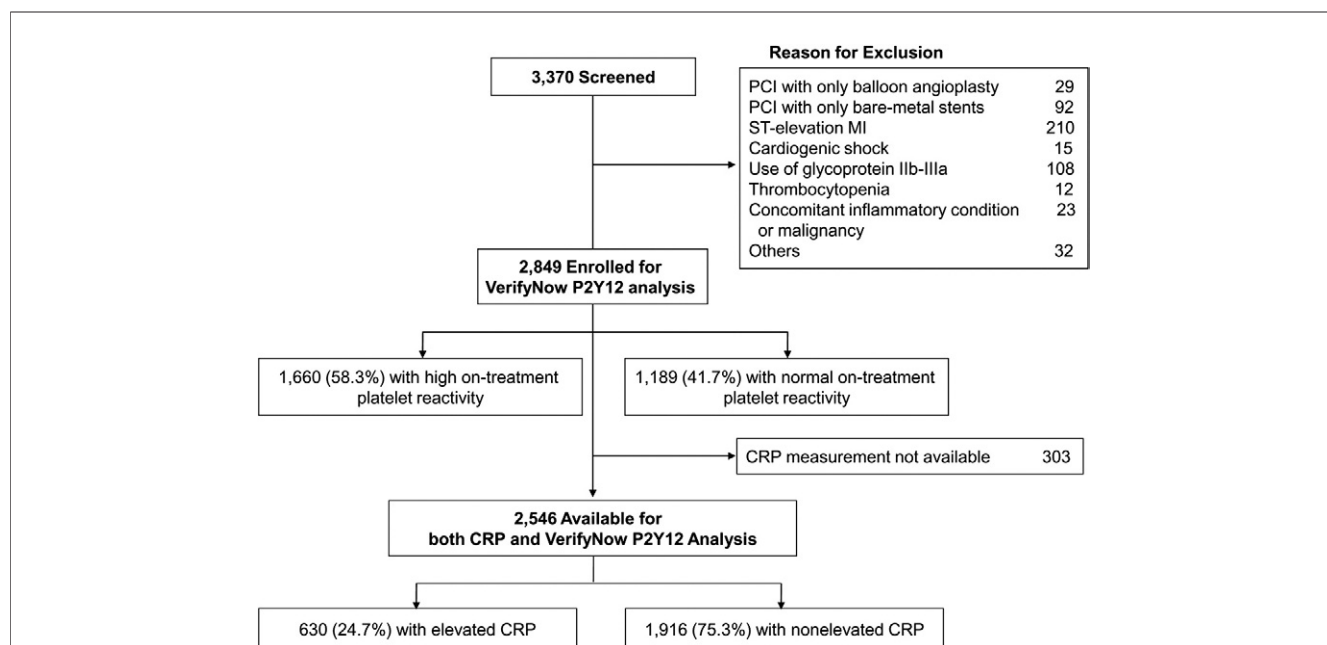 Reason for Exclusion
3,370 Screened
PCI with only balloon angioplasty 29
PCI with only bare-metal stents 92
ST-elevation MI 210
Cardiogenic shock 15
Use of glycoprotein IIb-IIIa 108
Thrombocytopenia 12
Concomitant inflammatory condition 23
or malignancy
Others 32
2,849 Enrolled for
VerifyNow P2Y12 analysis
1,660 (58.3%) with high on-treatment
platelet reactivity
1,189 (41.7%) with normal on-treatment
platelet reactivity
CRP measurement not available 303
2,546 Available for
both CRP and VerifyNow P2Y12 Analysis
630 (24.7%) with elevated CRP
1,916 (75.3%) with nonelevated CRP